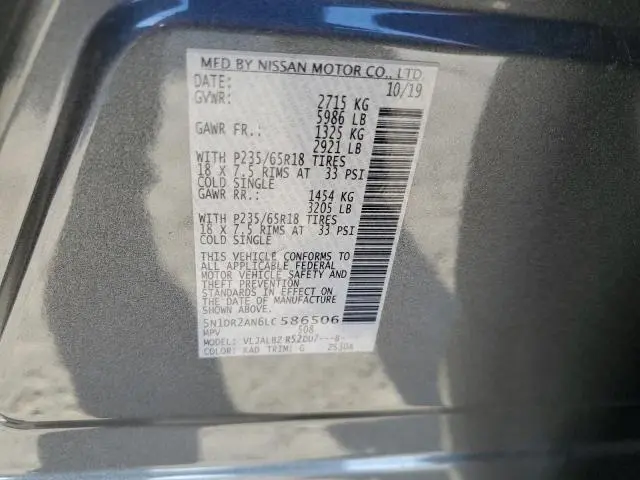 MFD BY NISSAN MOTOR CO., LTD.
DATE: 10/19
GVWR: 2715 KG
5986 LB
GAWR FR.: 1325 KG
2921 LB
WITH P235/65R18 TIRES
18 X 7.5 RIMS AT 33 PSI
COLD SINGLE
GAWR RR.: 1454 KG
3205 LB
WITH P235/65R18 TIRES
18 X 7.5 RIMS AT 33 PSI
COLD SINGLE
THIS VEHICLE CONFORMS TO
ALL APPLICABLE FEDERAL
MOTOR VEHICLE SAFETY AND
THEFT PREVENTION
STANDARDS IN EFFECT ON
THE DATE OF MANUFACTURE
5N1DR2AN6LC586506
MPV 508
MODEL:
COLOR: KAD TRIM: G 25304